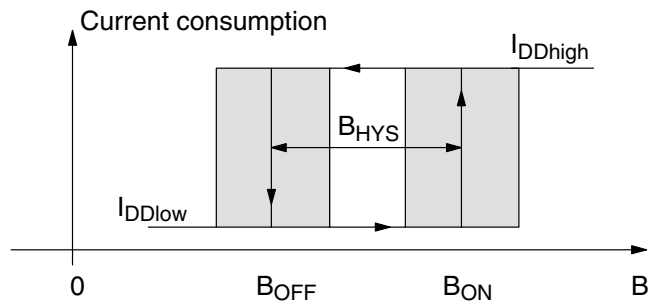 Current consumption
I_DDhigh
B_HYS
I_DDlow
0 B_OFF B_ON B